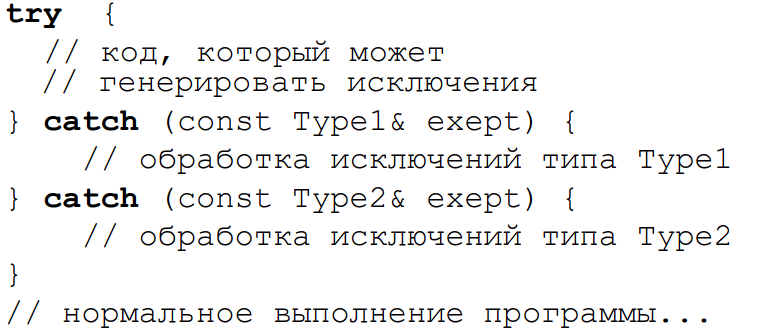 try {
// код, который может
// генерировать исключения
} catch (const Type1& exept) {
// обработка исключений типа Type1
} catch (const Type2& exept) {
// обработка исключений типа Type2
}
// нормальное выполнение программы...